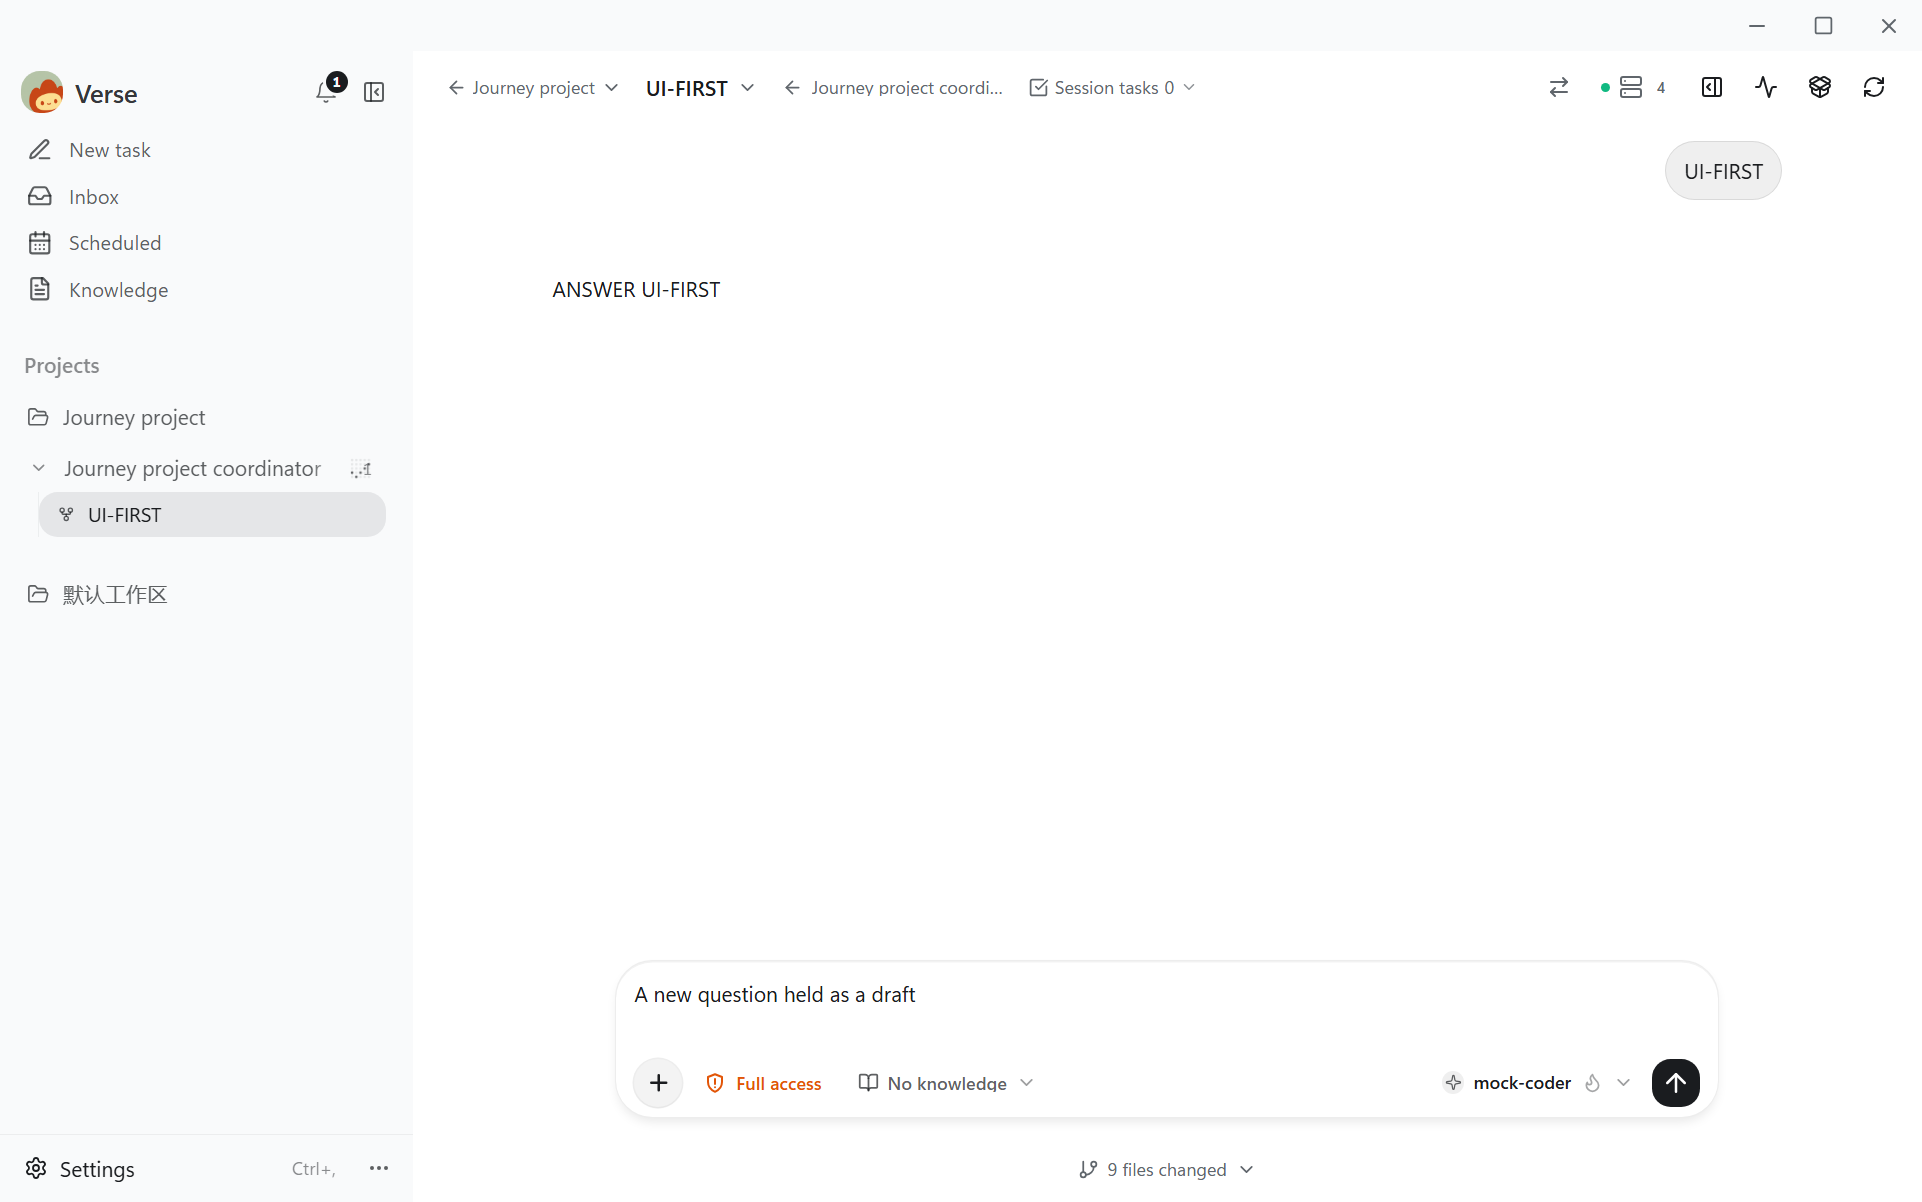 Verse
1
New task
Inbox
Scheduled
Knowledge
Projects
Journey project
Journey project coordinator
1
UI-FIRST
默认工作区
Settings
Ctrl+,
Journey project
UI-FIRST
Journey project coordi...
Session tasks 0
4
UI-FIRST
ANSWER UI-FIRST
A new question held as a draft
Full access
No knowledge
mock-coder
9 files changed